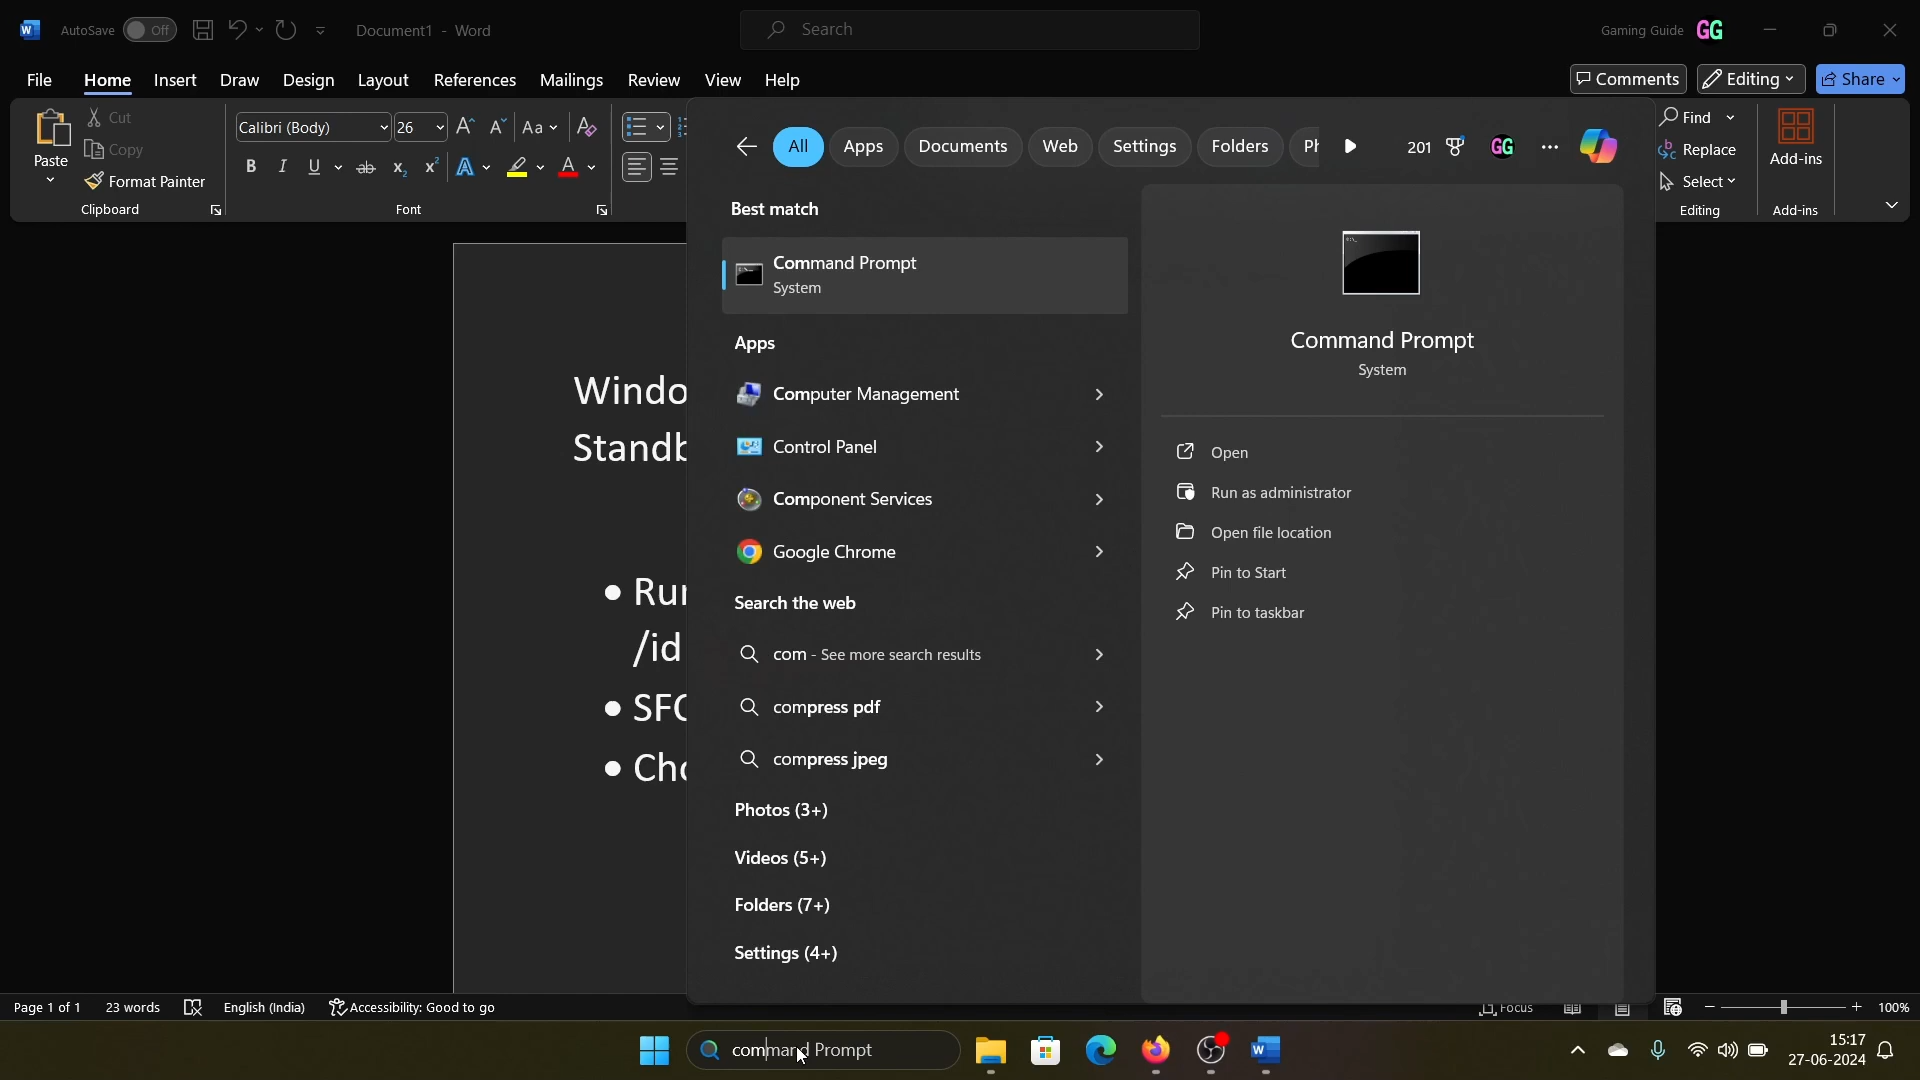 AutoSave Off Document1 - Word Search Gaming Guide GG
File Home Insert Draw Design Layout References Mailings Review View Help Comments Editing Share
Paste Cut Copy Format Painter Clipboard
Calibri (Body) 26 Aa
B I U ab x₂ x² A A
Font
Find
Replace
Select
Editing
Add-ins
Add-ins
All Apps Documents Web Settings Folders 201 GG
Best match
Command Prompt
System
Apps
Computer Management
Control Panel
Component Services
Google Chrome
Search the web
com - See more search results
compress pdf
compress jpeg
Photos (3+)
Videos (5+)
Folders (7+)
Settings (4+)
Command Prompt
System
Open
Run as administrator
Open file location
Pin to Start
Pin to taskbar
/id
Page 1 of 1 23 words English (India) Accessibility: Good to go Focus 100%
command Prompt
15:17
27-06-2024